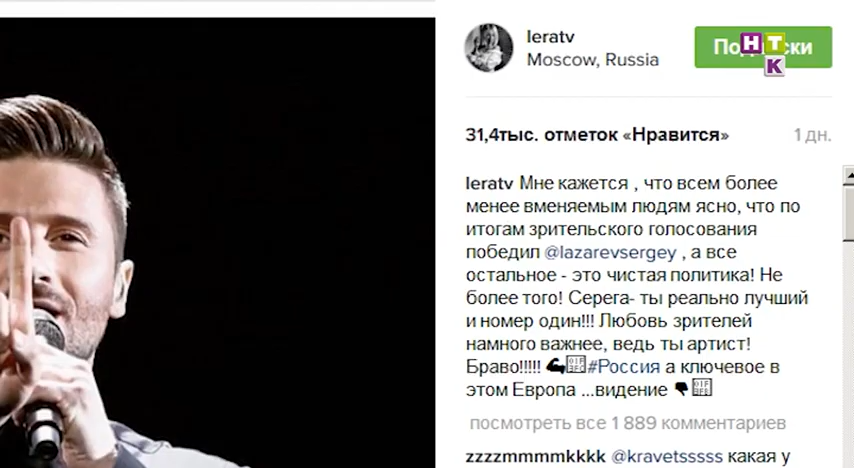 leratv
Moscow, Russia
НТК
31,4тыс. отметок «Нравится»
1 дн.
leratv Мне кажется , что всем более
менее вменяемым людям ясно, что по
итогам зрительского голосования
победил @lazarevsergey , а все
остальное - это чистая политика! Не
более того! Серега- ты реально лучший
и номер один!!! Любовь зрителей
намного важнее, ведь ты артист!
Браво!!!!! #Россия а ключевое в
этом Европа ...видение
посмотреть все 1 889 комментариев
zzzzmmmmkkkk @kravetsssss какая у